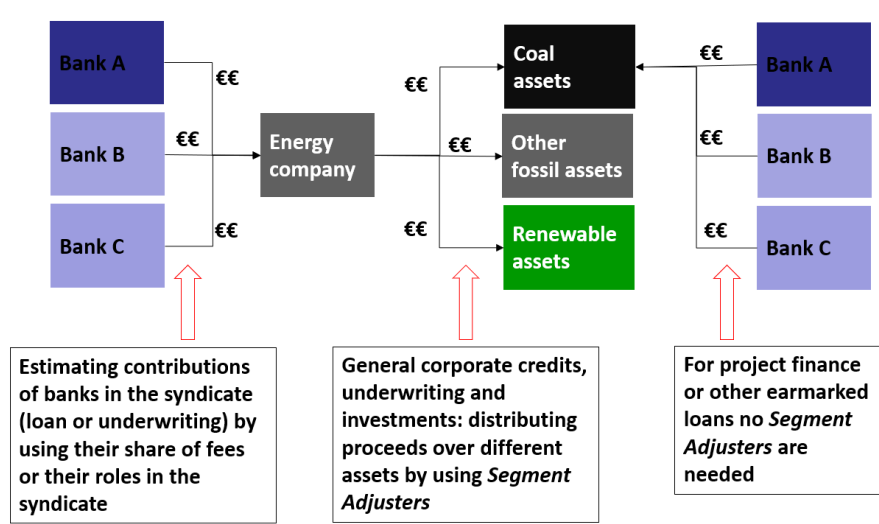 Bank A
€€
Bank B
€€
Bank C
€€
Energy
company
€€
€€
€€
Coal
assets
Other
fossil assets
Renewable
assets
€€
Bank A
€€
Bank B
€€
Bank C
Estimating contributions
of banks in the syndicate
(loan or underwriting) by
using their share of fees
or their roles in the
syndicate
General corporate credits,
underwriting and
investments: distributing
proceeds over different
assets by using Segment
Adjusters
For project finance
or other earmarked
loans no Segment
Adjusters are
needed